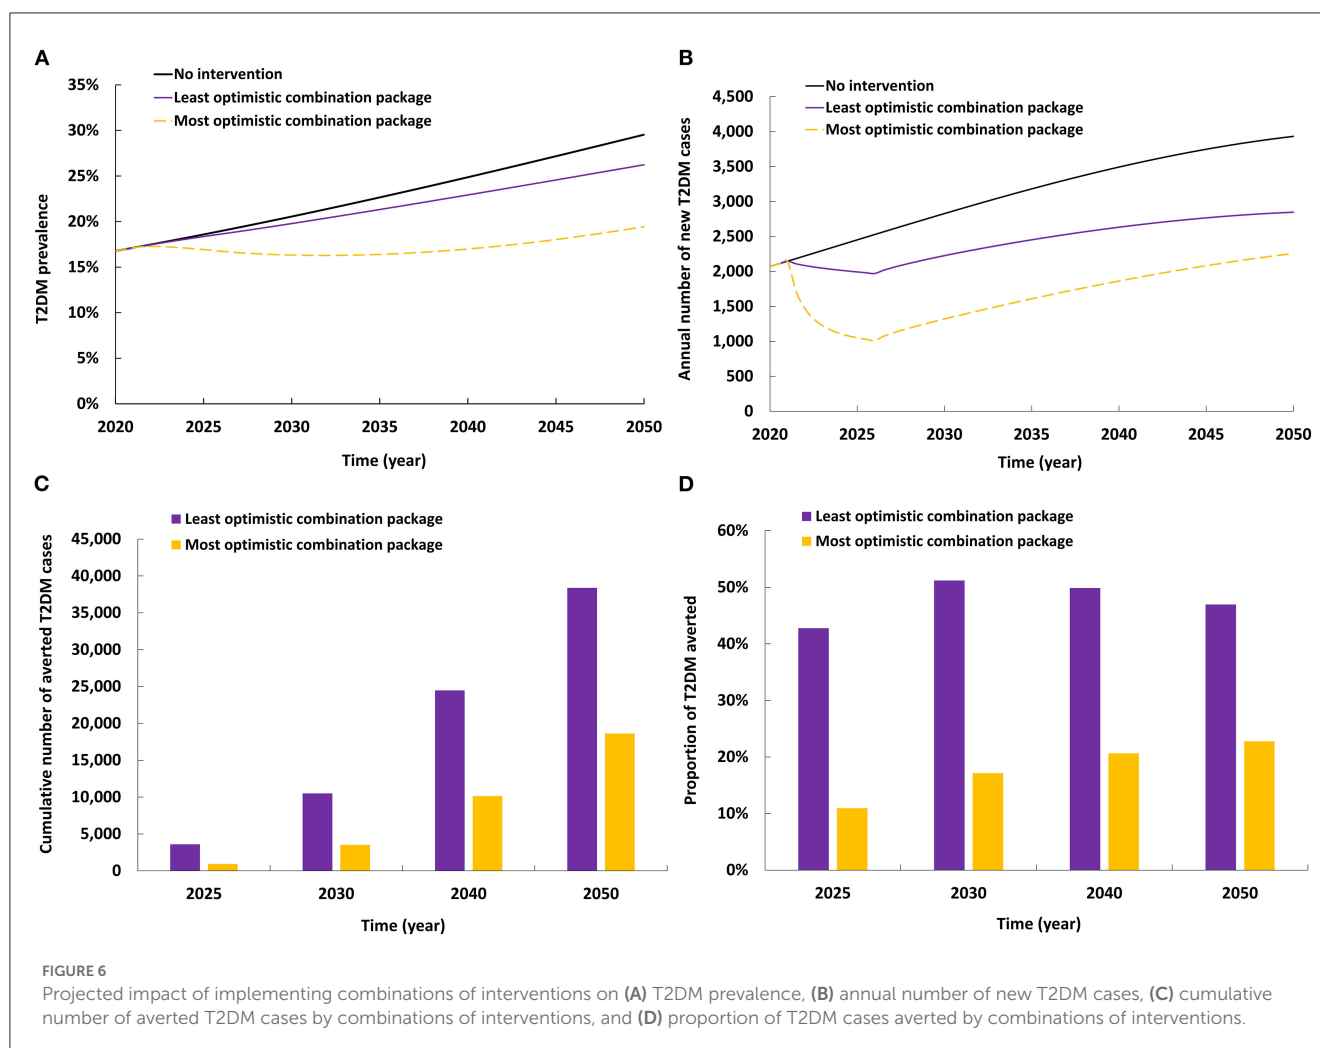 A
No intervention
Least optimistic combination package
Most optimistic combination package
35%
30%
25%
20%
15%
10%
5%
0%
T2DM prevalence
2020 2025 2030 2035 2040 2045 2050
Time (year)
B
No intervention
Least optimistic combination package
Most optimistic combination package
4,500
4,000
3,500
3,000
2,500
2,000
1,500
1,000
500
0
Annual number of new T2DM cases
2020 2025 2030 2035 2040 2045 2050
Time (year)
C
Least optimistic combination package
Most optimistic combination package
45,000
40,000
35,000
30,000
25,000
20,000
15,000
10,000
5,000
0
Cumulative number of averted T2DM cases
2025 2030 2040 2050
Time (year)
D
Least optimistic combination package
Most optimistic combination package
60%
50%
40%
30%
20%
10%
0%
Proportion of T2DM averted
2025 2030 2040 2050
Time (year)
FIGURE 6
Projected impact of implementing combinations of interventions on (A) T2DM prevalence, (B) annual number of new T2DM cases, (C) cumulative
number of averted T2DM cases by combinations of interventions, and (D) proportion of T2DM cases averted by combinations of interventions.